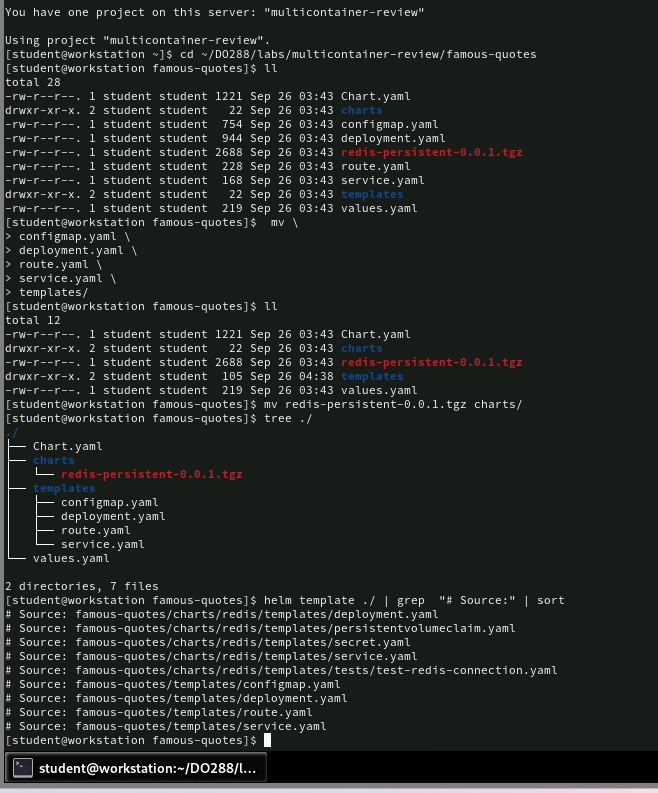 You have one project on this server: "multicontainer-review"
Using project "multicontainer-review".
[student@workstation ~]$ cd ~/DO288/labs/multicontainer-review/famous-quotes
[student@workstation famous-quotes]$ ll
total 28
-rw-r--r--. 1 student student 1221 Sep 26 03:43 Chart.yaml
drwxr-xr-x. 2 student student   22 Sep 26 03:43 charts
-rw-r--r--. 1 student student  754 Sep 26 03:43 configmap.yaml
-rw-r--r--. 1 student student  944 Sep 26 03:43 deployment.yaml
-rw-r--r--. 1 student student 2688 Sep 26 03:43 redis-persistent-0.0.1.tgz
-rw-r--r--. 1 student student  228 Sep 26 03:43 route.yaml
-rw-r--r--. 1 student student  168 Sep 26 03:43 service.yaml
drwxr-xr-x. 2 student student   22 Sep 26 03:43 templates
-rw-r--r--. 1 student student  219 Sep 26 03:43 values.yaml
[student@workstation famous-quotes]$  mv \
> configmap.yaml \
> deployment.yaml \
> route.yaml \
> service.yaml \
> templates/
[student@workstation famous-quotes]$ ll
total 12
-rw-r--r--. 1 student student 1221 Sep 26 03:43 Chart.yaml
drwxr-xr-x. 2 student student   22 Sep 26 03:43 charts
-rw-r--r--. 1 student student 2688 Sep 26 03:43 redis-persistent-0.0.1.tgz
drwxr-xr-x. 2 student student  105 Sep 26 04:38 templates
-rw-r--r--. 1 student student  219 Sep 26 03:43 values.yaml
[student@workstation famous-quotes]$ mv redis-persistent-0.0.1.tgz charts/
[student@workstation famous-quotes]$ tree ./
./
├── Chart.yaml
├── charts
│   └── redis-persistent-0.0.1.tgz
├── templates
│   ├── configmap.yaml
│   ├── deployment.yaml
│   ├── route.yaml
│   └── service.yaml
└── values.yaml
2 directories, 7 files
[student@workstation famous-quotes]$ helm template ./ | grep  "# Source:" | sort
# Source: famous-quotes/charts/redis/templates/deployment.yaml
# Source: famous-quotes/charts/redis/templates/persistentvolumeclaim.yaml
# Source: famous-quotes/charts/redis/templates/secret.yaml
# Source: famous-quotes/charts/redis/templates/service.yaml
# Source: famous-quotes/charts/redis/templates/tests/test-redis-connection.yaml
# Source: famous-quotes/templates/configmap.yaml
# Source: famous-quotes/templates/deployment.yaml
# Source: famous-quotes/templates/route.yaml
# Source: famous-quotes/templates/service.yaml
[student@workstation famous-quotes]$
student@workstation:~/DO288/l...